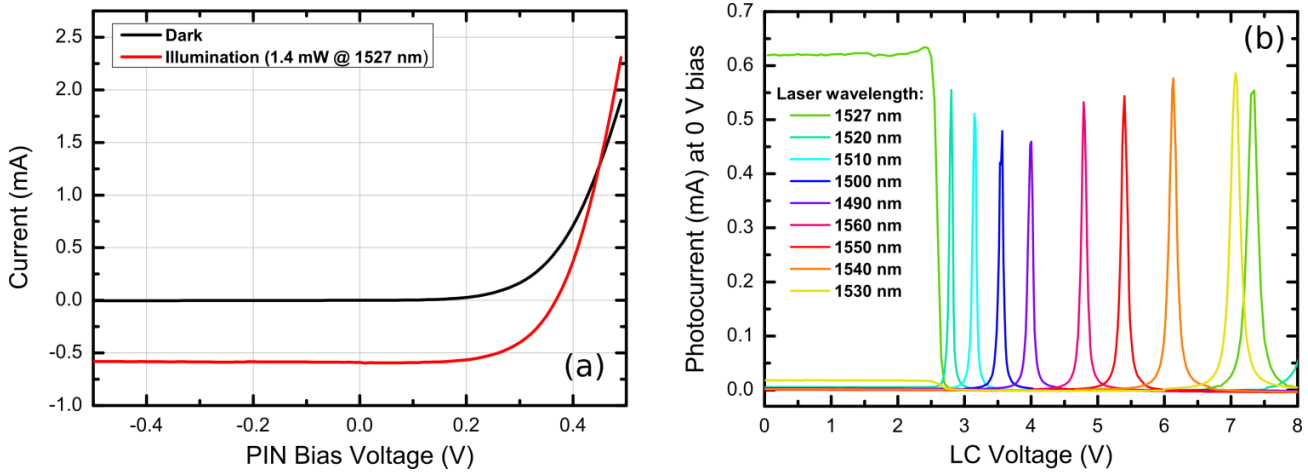 Current (mA)
2.5
2.0
1.5
1.0
0.5
0.0
-0.5
-1.0
Dark
Illumination (1.4 mW @ 1527 nm)
(a)
-0.4
-0.2
0.0
0.2
0.4
PIN Bias Voltage (V)
Photocurrent (mA) at 0 V bias
0.7
0.6
0.5
0.4
0.3
0.2
0.1
0.0
(b)
Laser wavelength:
1527 nm
1520 nm
1510 nm
1500 nm
1490 nm
1560 nm
1550 nm
1540 nm
1530 nm
0
1
2
3
4
5
6
7
8
LC Voltage (V)